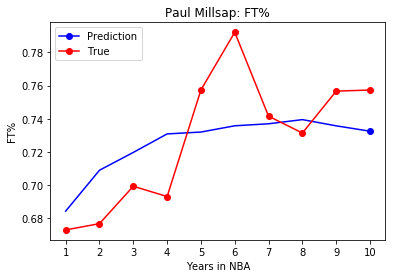 Paul Millsap: FT%
Prediction
True
FT%
0.78
0.76
0.74
0.72
0.70
0.68
1 2 3 4 5 6 7 8 9 10
Years in NBA